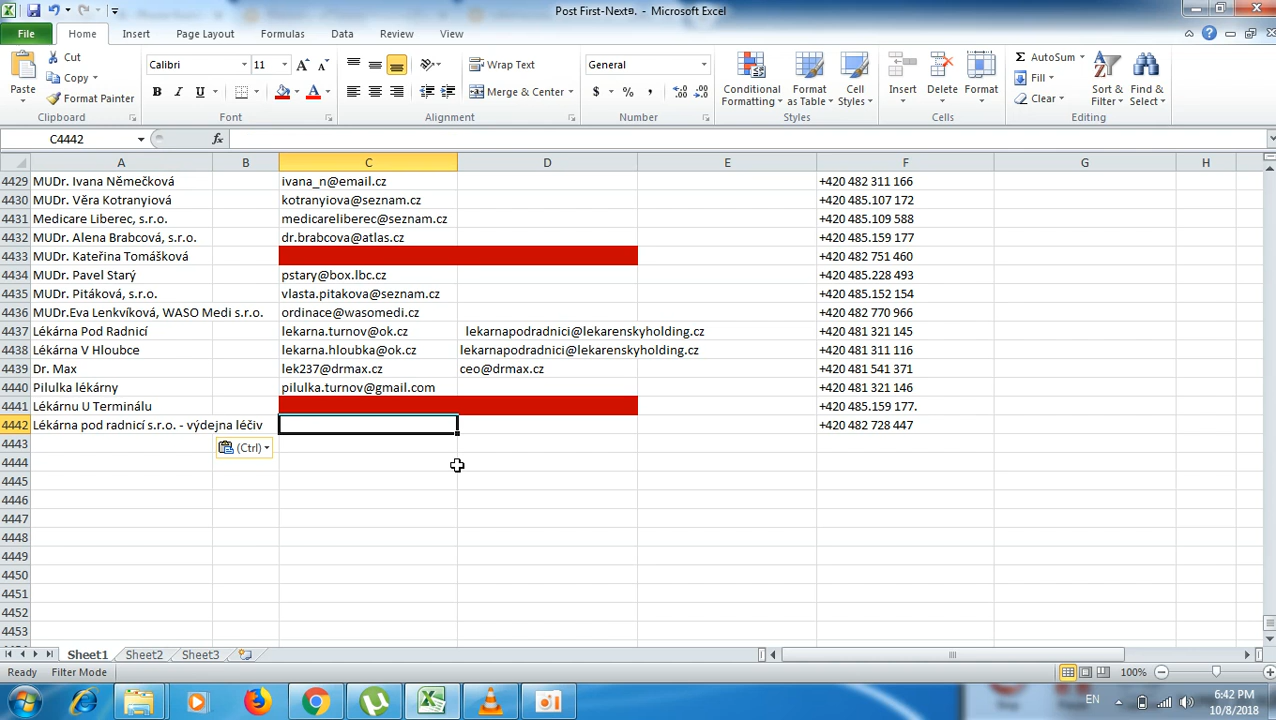 Post First-Next9. - Microsoft Excel
File Home Insert Page Layout Formulas Data Review View
Paste
Cut
Copy
Format Painter
Clipboard
Calibri 11
B I U
Font
Wrap Text
Merge & Center
Alignment
General
$ % ,
Number
Conditional Formatting
Format as Table
Cell Styles
Styles
Insert
Delete
Format
Cells
AutoSum
Fill
Clear
Sort & Filter
Find & Select
Editing
C4442 fx
A B C D E F G H
4429 MUDr. Ivana Němečková ivana_n@email.cz +420 482 311 166
4430 MUDr. Věra Kotranyiová kotranyiova@seznam.cz +420 485.107 172
4431 Medicare Liberec, s.r.o. medicareliberec@seznam.cz +420 485.109 588
4432 MUDr. Alena Brabcová, s.r.o. dr.brabcova@atlas.cz +420 485.159 177
4433 MUDr. Kateřina Tomášková +420 482 751 460
4434 MUDr. Pavel Starý pstary@box.lbc.cz +420 485.228 493
4435 MUDr. Pitáková, s.r.o. vlasta.pitakova@seznam.cz +420 485.152 154
4436 MUDr.Eva Lenkvíková, WASO Medi s.r.o. ordinace@wasomedi.cz +420 482 770 966
4437 Lékárna Pod Radnicí lekarna.turnov@ok.cz lekarnapodradnici@lekarenskyholding.cz +420 481 321 145
4438 Lékárna V Hloubce lekarna.hloubka@ok.cz lekarnapodradnici@lekarenskyholding.cz +420 481 311 116
4439 Dr. Max lek237@drmax.cz ceo@drmax.cz +420 481 541 371
4440 Pilulka lékárny pilulka.turnov@gmail.com +420 481 321 146
4441 Lékárnu U Terminálu +420 485.159 177.
4442 Lékárna pod radnicí s.r.o. - výdejna léčiv +420 482 728 447
4443
(Ctrl)
4444
4445
4446
4447
4448
4449
4450
4451
4452
4453
Sheet1 Sheet2 Sheet3
Ready Filter Mode 100%
EN 6:42 PM
10/8/2018